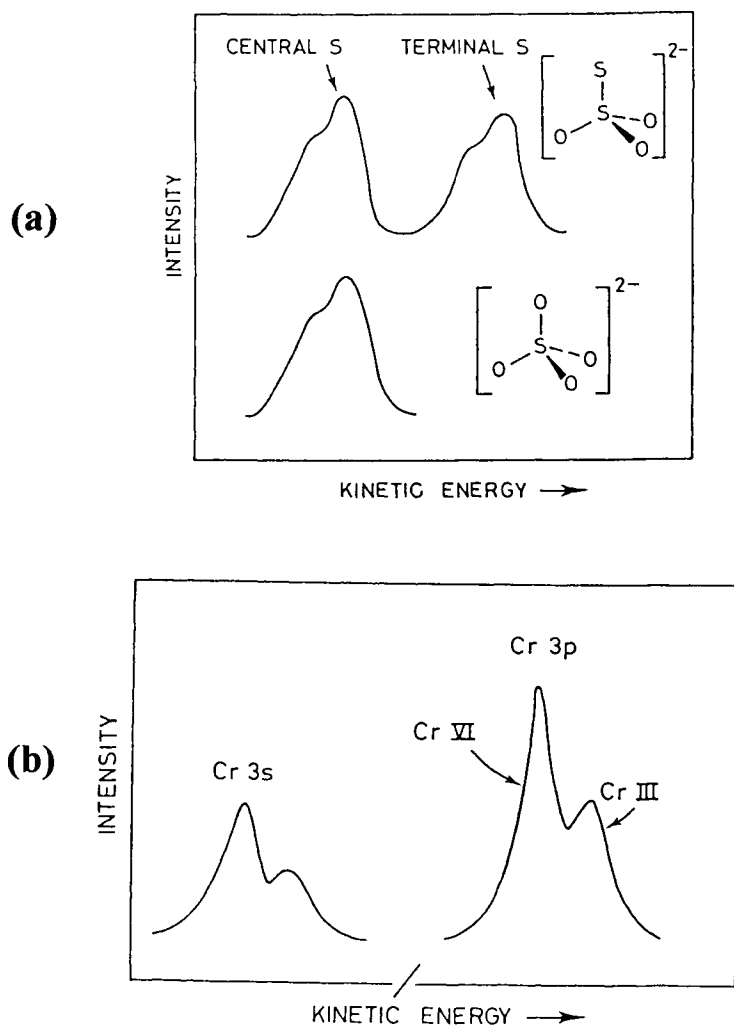 (a)
CENTRAL S TERMINAL S
[ S S O O O ]2-
INTENSITY
[ O S O O O ]2-
KINETIC ENERGY
(b)
Cr 3p
Cr VI
Cr 3s
Cr III
INTENSITY
KINETIC ENERGY